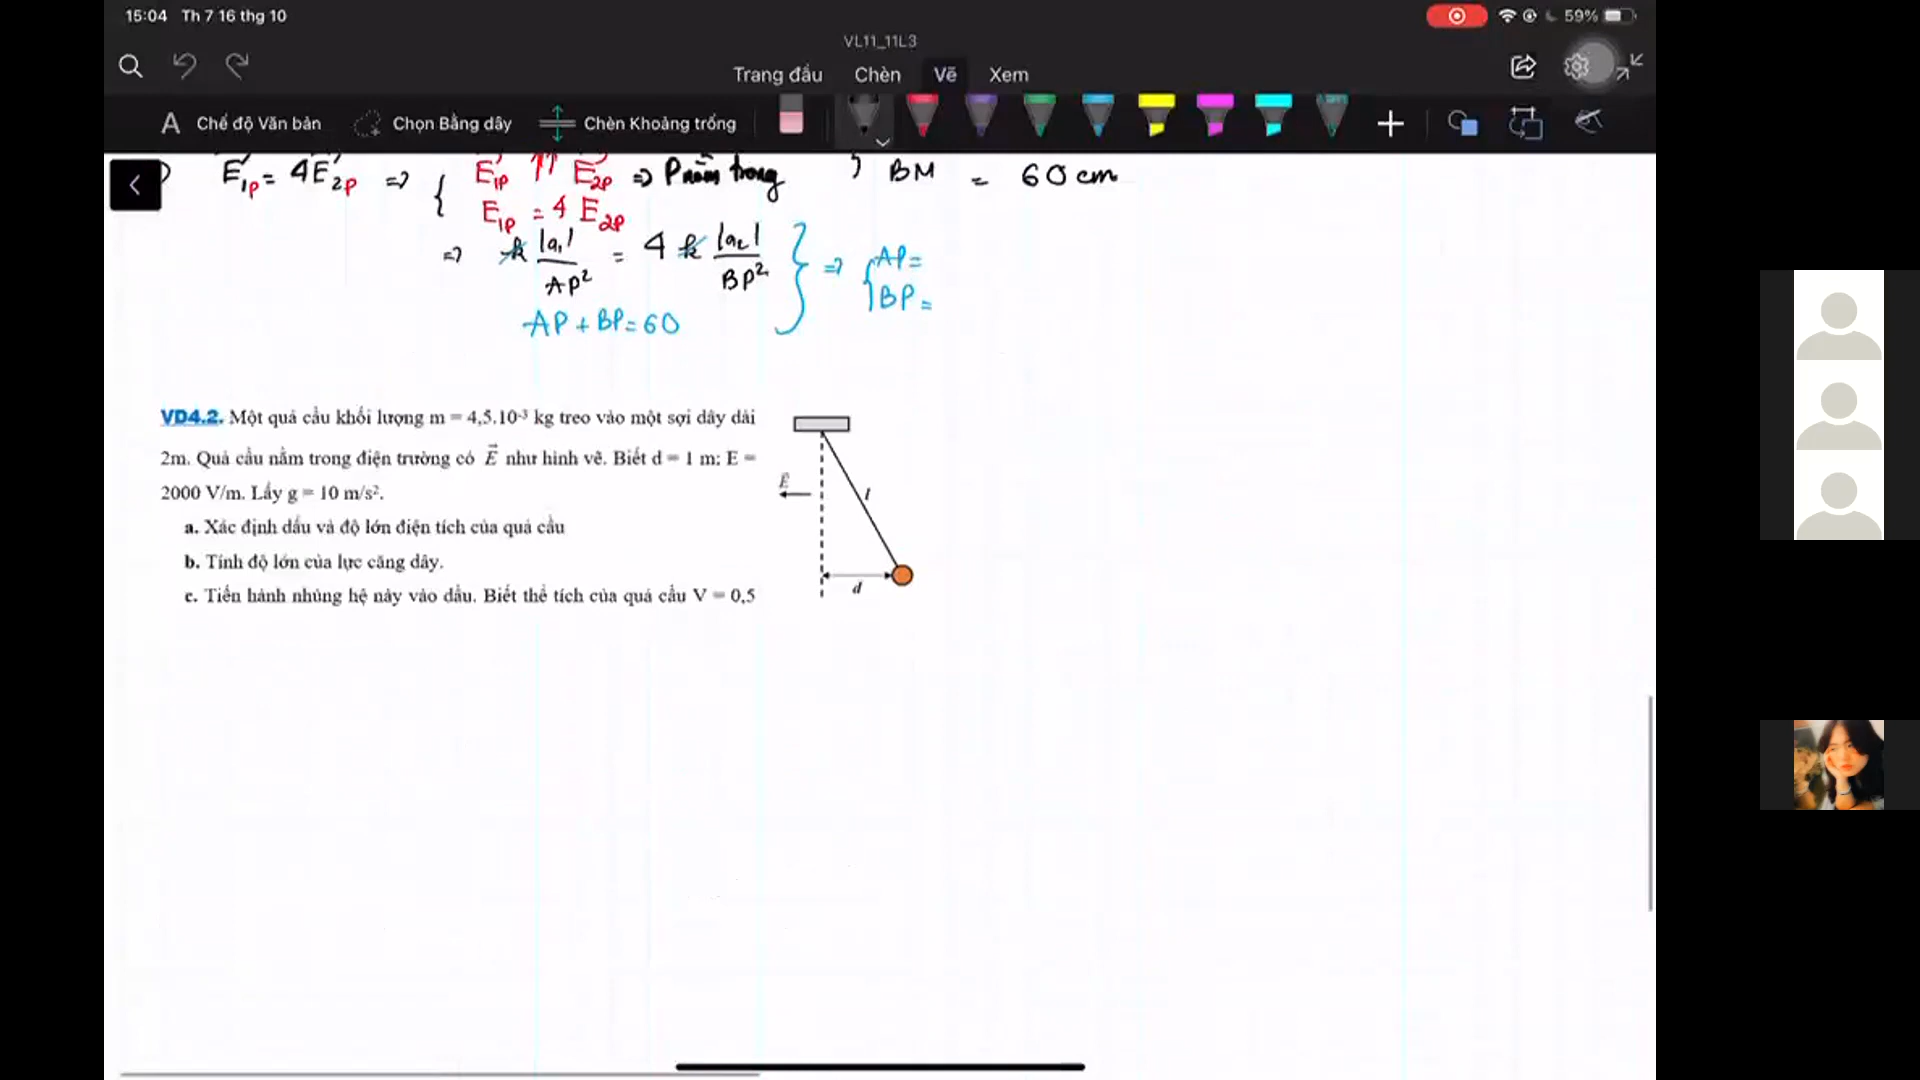 15:04 Th 7 16 thg 10
59%
VL11_11L3
Trang đầu Chèn Vẽ Xem
A Chế độ Văn bản Chọn Bằng dây Chèn Khoảng trống
E₁p = 4E₂p => { E₁p ↑↑ E₂p => P nằm trong
BM = 60 cm
E₁p = 4 E₂p
=> k |q₁| / AP² = 4 k |q₂| / BP² } => { AP =
BP =
AP + BP = 60
VD4.2. Một quả cầu khối lượng m = 4,5.10⁻³ kg treo vào một sợi dây dài
2m. Quả cầu nằm trong điện trường có E⃗ như hình vẽ. Biết d = 1 m; E =
2000 V/m. Lấy g = 10 m/s².
a. Xác định dấu và độ lớn điện tích của quả cầu
b. Tính độ lớn của lực căng dây.
c. Tiến hành nhúng hệ này vào dầu. Biết thể tích của quả cầu V = 0,5
E⃗
l
d